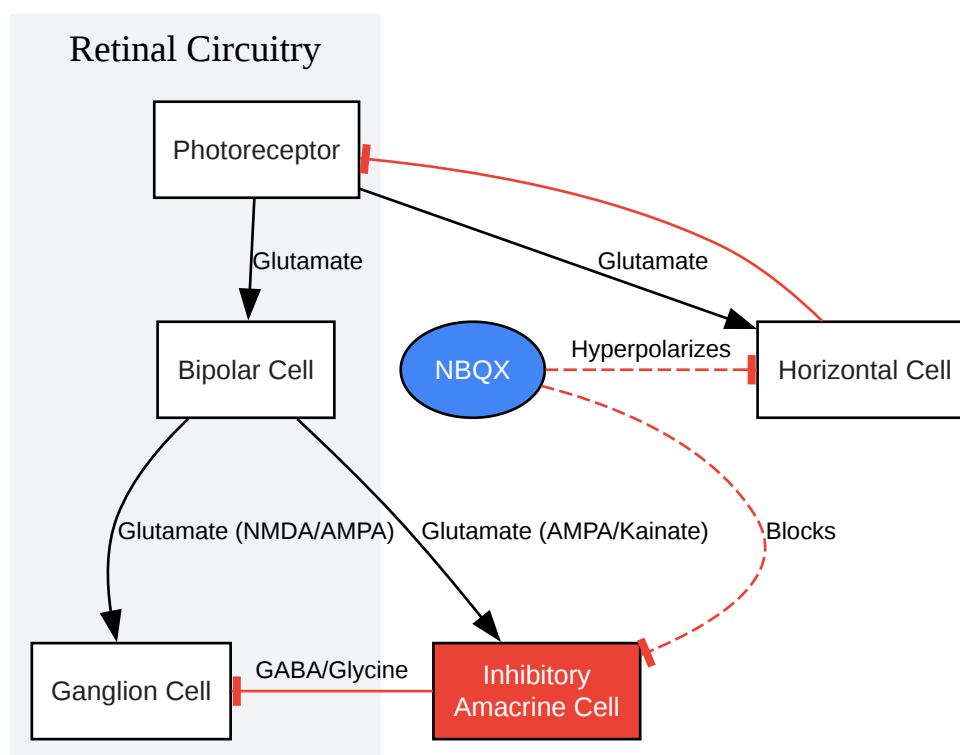 Retinal Circuitry
Photoreceptor
Glutamate
Glutamate
Hyperpolarizes
Bipolar Cell
NBQX
Horizontal Cell
Glutamate (NMDA/AMPA)
Glutamate (AMPA/Kainate)
Blocks
GABA/Glycine
Ganglion Cell
Inhibitory
Amacrine Cell